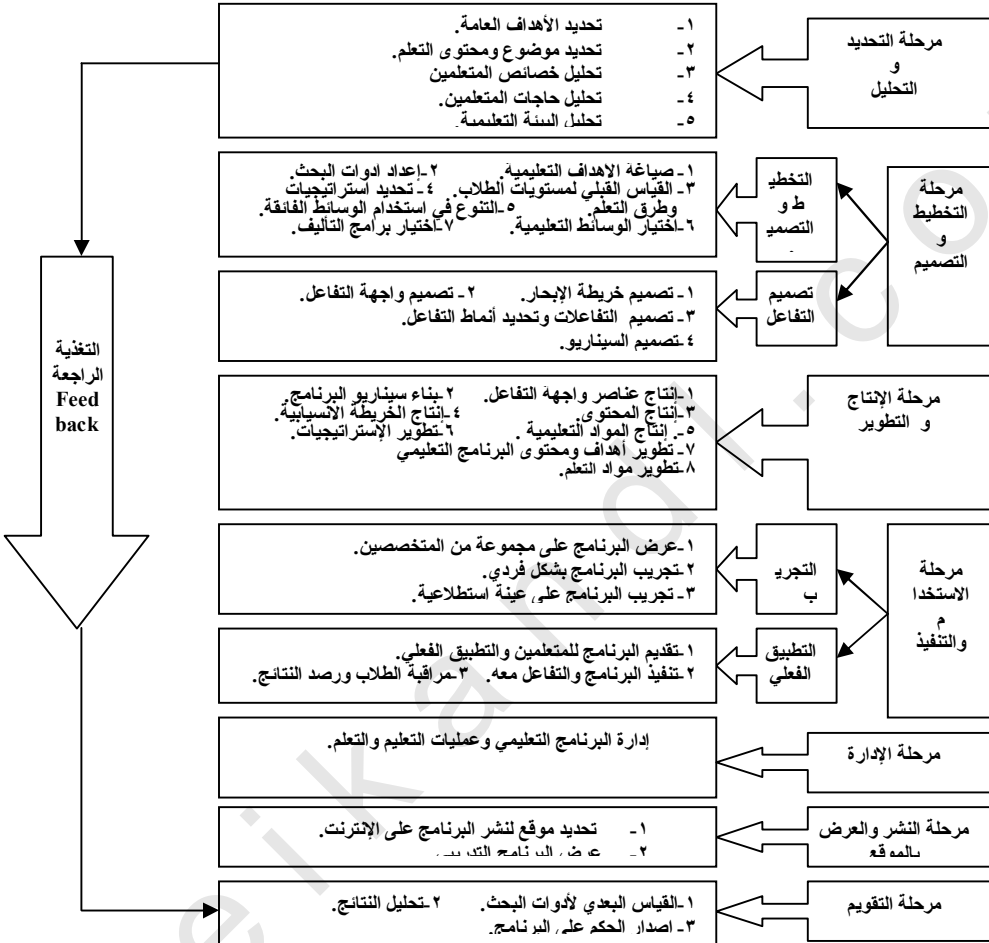 مرحلة التحديد
و
التحليل
١- تحديد الأهداف العامة.
٢- تحديد موضوع ومحتوى التعلم.
٣- تحليل خصائص المتعلمين
٤- تحليل حاجات المتعلمين.
٥- تحليل البيئة التعليمية.
مرحلة
التخطيط
و
التصميم
التخطي
ط و
التصمي
١- صياغة الاهداف التعليمية. ٢-إعداد ادوات البحث.
٣- القياس القبلي لمستويات الطلاب. ٤- تحديد استراتيجيات
وطرق التعلم. ٥-التنوع في استخدام الوسائط الفائقة.
٦-اختيار الوسائط التعليمية. ٧-اختيار برامج التأليف.
تصميم
التفاعل
١- تصميم خريطة الإبحار. ٢- تصميم واجهة التفاعل.
٣- تصميم التفاعلات وتحديد أنماط التفاعل.
٤-تصميم السيناريو.
التغذية
الراجعة
Feed
back
مرحلة الإنتاج
و التطوير
١-إنتاج عناصر واجهة التفاعل. ٢-بناء سيناريو البرنامج.
٣-إنتاج المحتوى. ٤-إنتاج الخريطة الانسيابية.
٥-. إنتاج المواد التعليمية . ٦-تطوير الإستراتيجيات.
٧- تطوير أهداف ومحتوى البرنامج التعليمي
٨-تطوير مواد التعلم.
مرحلة
الاستخدا
م
والتنفيذ
التجري
ب
١-عرض البرنامج على مجموعة من المتخصصين.
٢-تجريب البرنامج بشكل فردي.
٣- تجريب البرنامج على عينة استطلاعية.
التطبيق
الفعلي
١-تقديم البرنامج للمتعلمين والتطبيق الفعلي.
٢-تنفيذ البرنامج والتفاعل معه. ٣-مراقبة الطلاب ورصد النتائج.
مرحلة الإدارة
إدارة البرنامج التعليمي وعمليات التعليم والتعلم.
مرحلة النشر والعرض
بالموقع
١- تحديد موقع لنشر البرنامج على الإنترنت.
٢- عرض البرنامج التدريبي
مرحلة التقويم
١-القياس البعدي لأدوات البحث. ٢-تحليل النتائج.
٣- اصدار الحكم على البرنامج.